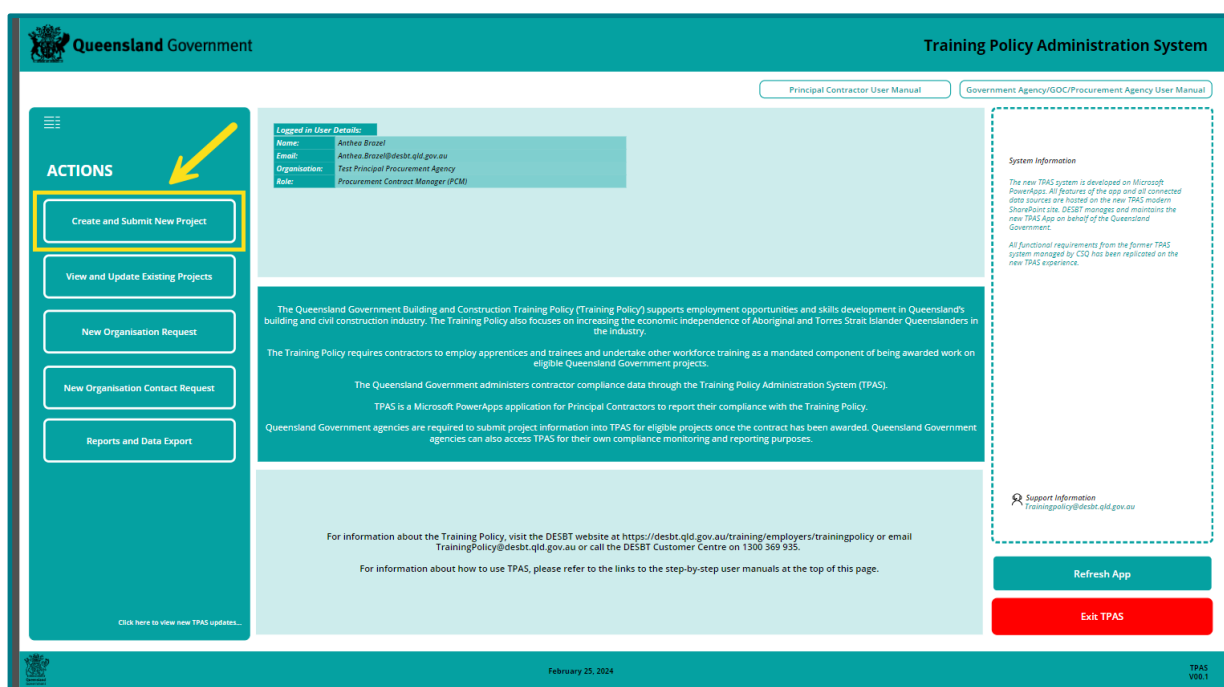 Queensland Government
Training Policy Administration System
Principal Contractor User Manual
Government Agency/GOC/Procurement Agency User Manual
ACTIONS
Create and Submit New Project
View and Update Existing Projects
New Organisation Request
New Organisation Contact Request
Reports and Data Export
Click here to view new TPAS updates...
Logged in User Details:
Name: Anthea Brazel
Email: Anthea.Brazel@desbt.qld.gov.au
Organisation: Test Principal Procurement Agency
Role: Procurement Contract Manager (PCM)
The Queensland Government Building and Construction Training Policy ('Training Policy') supports employment opportunities and skills development in Queensland's
building and civil construction industry. The Training Policy also focuses on increasing the economic independence of Aboriginal and Torres Strait Islander Queenslanders in
the industry.
The Training Policy requires contractors to employ apprentices and trainees and undertake other workforce training as a mandated component of being awarded work on
eligible Queensland Government projects.
The Queensland Government administers contractor compliance data through the Training Policy Administration System (TPAS).
TPAS is a Microsoft PowerApps application for Principal Contractors to report their compliance with the Training Policy.
Queensland Government agencies are required to submit project information into TPAS for eligible projects once the contract has been awarded. Queensland Government
agencies can also access TPAS for their own compliance monitoring and reporting purposes.
For information about the Training Policy, visit the DESBT website at https://desbt.qld.gov.au/training/employers/trainingpolicy or email
TrainingPolicy@desbt.qld.gov.au or call the DESBT Customer Centre on 1300 369 935.
For information about how to use TPAS, please refer to the links to the step-by-step user manuals at the top of this page.
System Information
The new TPAS system is developed on Microsoft
PowerApps. All features of the app and all connected
data sources are hosted on the new TPAS modern
SharePoint site. DESBT manages and maintains the
new TPAS App on behalf of the Queensland
Government.
All functional requirements from the former TPAS
system managed by CSQ has been replicated on the
new TPAS experience.
Support Information
Trainingpolicy@desbt.qld.gov.au
Refresh App
Exit TPAS
February 25, 2024
TPAS
V00.1